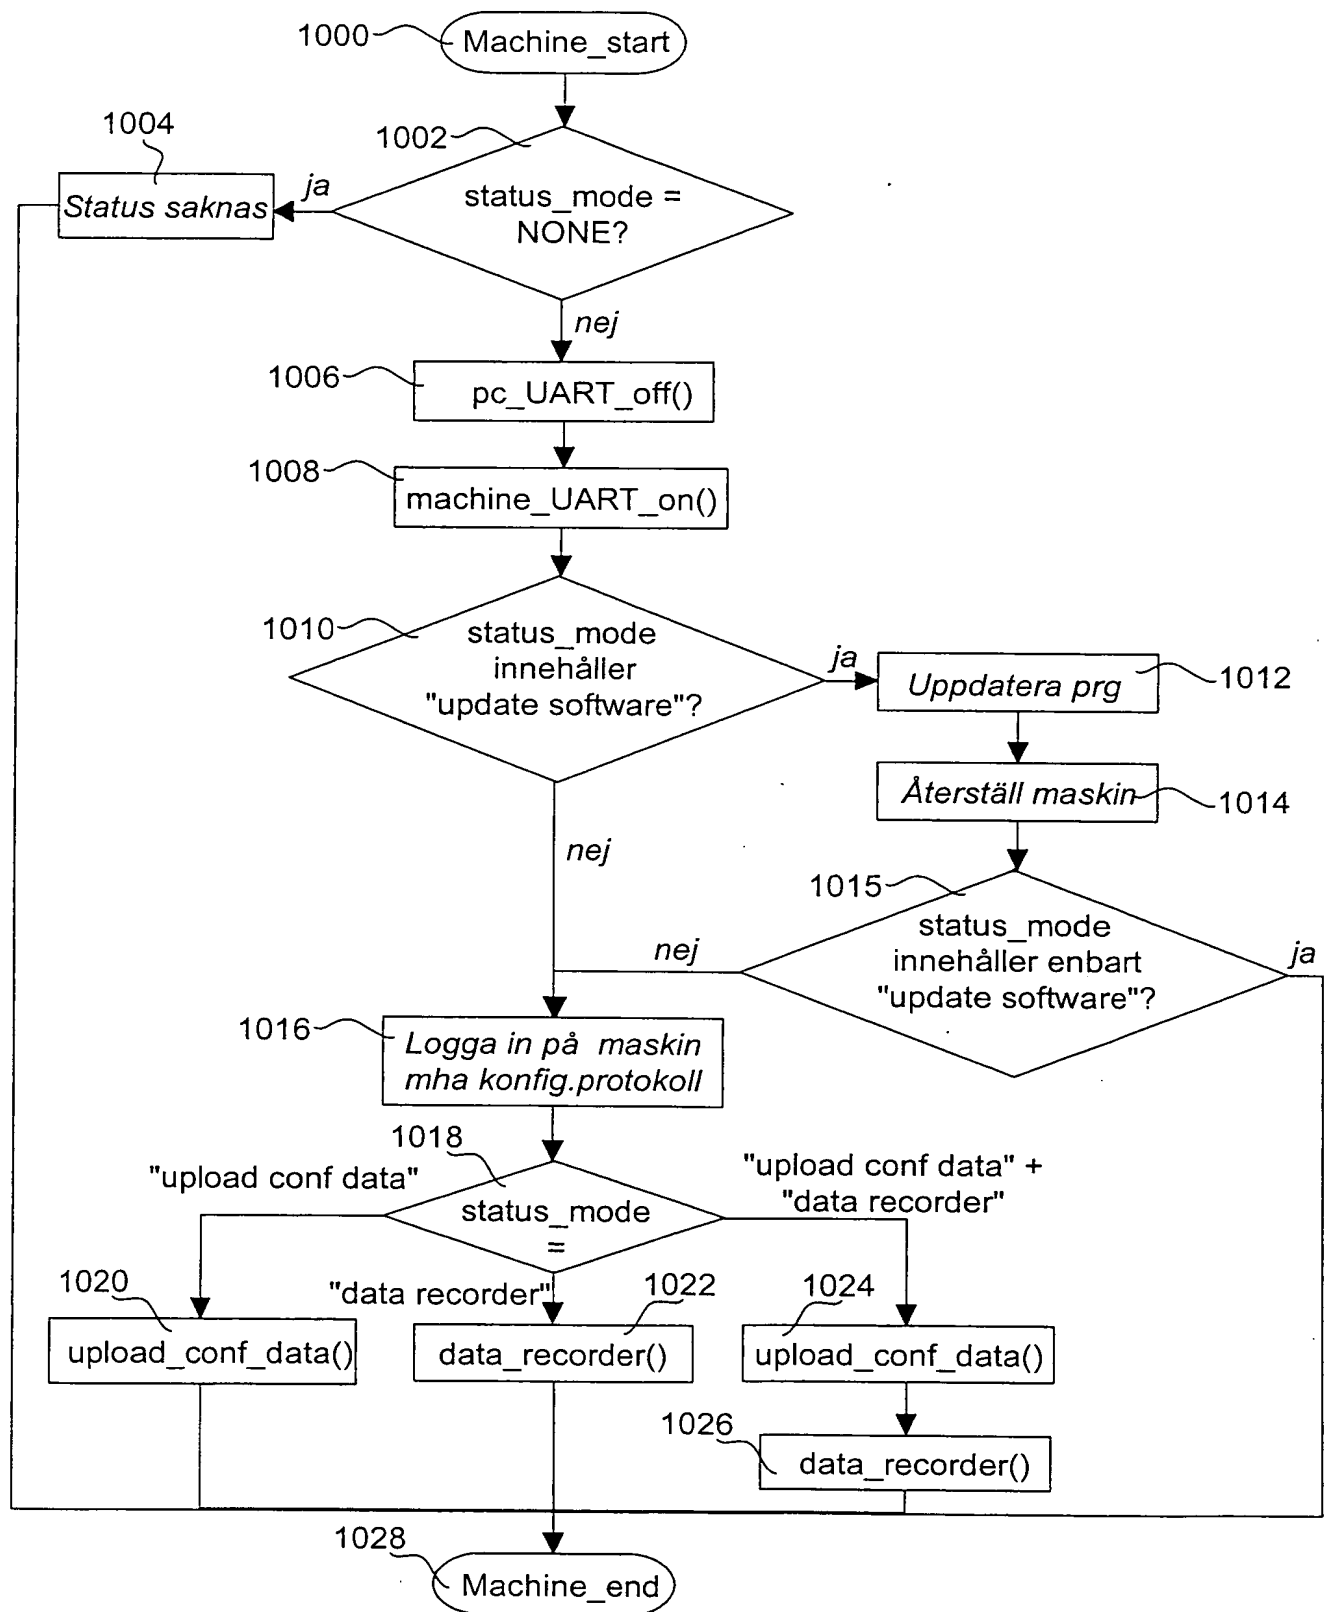 1000
Machine_start
1002
1004
status_mode =
NONE?
ja
Status saknas
nej
1006
pc_UART_off()
1008
machine_UART_on()
1010
status_mode
innehåller
"update software"?
ja
Uppdatera prg
1012
Återställ maskin
1014
nej
1015
status_mode
innehåller enbart
"update software"?
nej
ja
1016
Logga in på maskin
mha konfig.protokoll
1018
"upload conf data"
status_mode
=
"upload conf data" +
"data recorder"
"data recorder"
1020
upload_conf_data()
1022
data_recorder()
1024
upload_conf_data()
1026
data_recorder()
1028
Machine_end